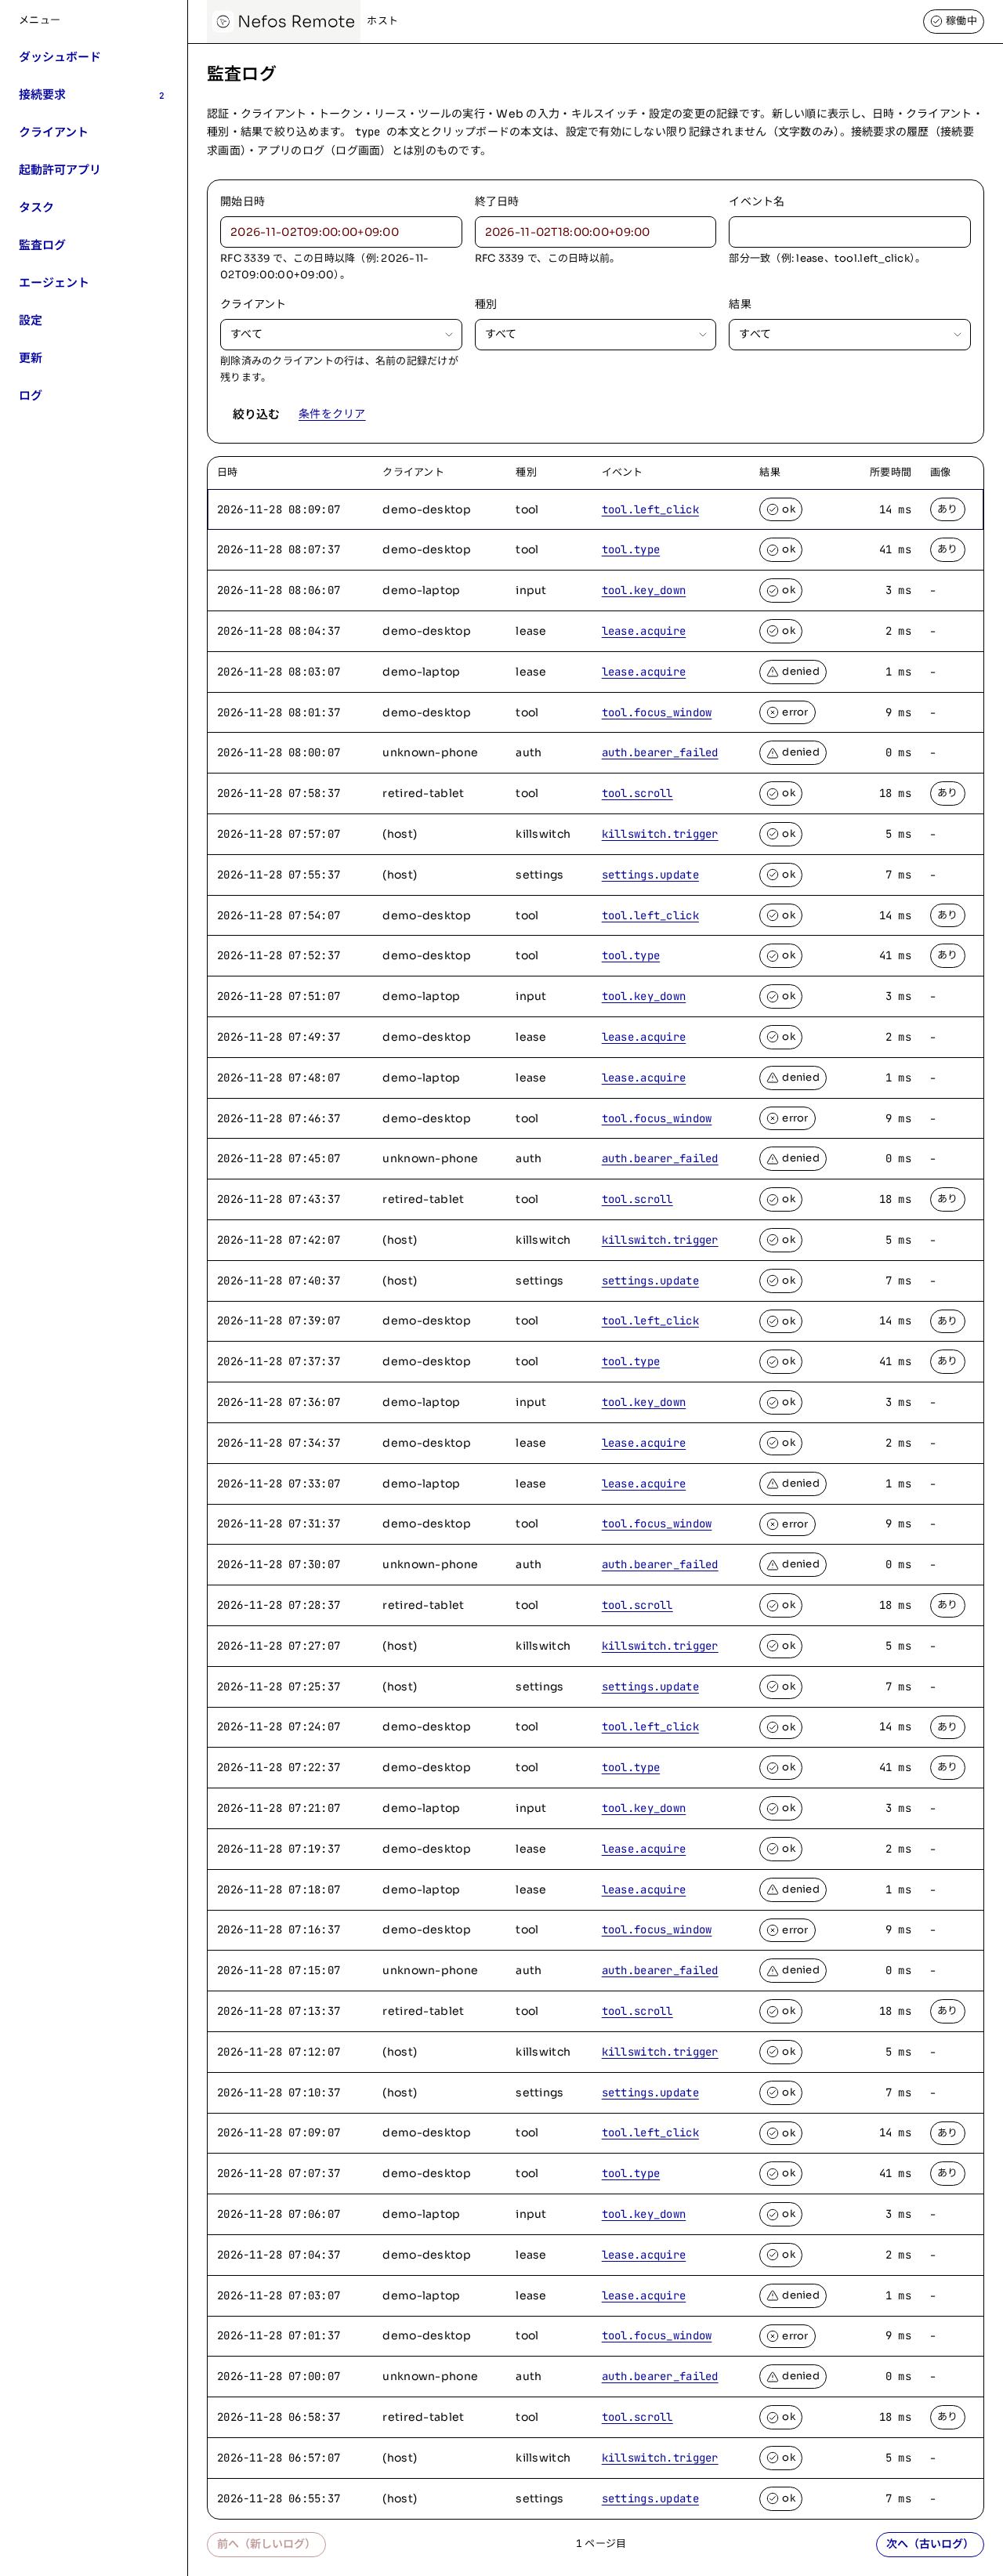 メニュー
ダッシュボード
接続要求 2
クライアント
起動許可アプリ
タスク
監査ログ
エージェント
設定
更新
ログ
Nefos Remote ホスト 稼働中
監査ログ
認証・クライアント・トークン・リース・ツールの実行・Web の入力・キルスイッチ・設定の変更の記録です。新しい順に表示し、日時・クライアント・
種別・結果で絞り込めます。 type の本文とクリップボードの本文は、設定で有効にしない限り記録されません（文字数のみ）。接続要求の履歴（接続要
求画面）・アプリのログ（ログ画面）とは別のものです。
開始日時 終了日時 イベント名
2026-11-02T09:00:00+09:00 2026-11-02T18:00:00+09:00
RFC 3339 で、この日時以降（例: 2026-11- RFC 3339 で、この日時以前。 部分一致（例: lease、tool.left_click）。
02T09:00:00+09:00）。
クライアント 種別 結果
すべて すべて すべて
削除済みのクライアントの行は、名前の記録だけが
残ります。
絞り込む 条件をクリア
日時 クライアント 種別 イベント 結果 所要時間 画像
2026-11-28 08:09:07 demo-desktop tool tool.left_click ok 14 ms あり
2026-11-28 08:07:37 demo-desktop tool tool.type ok 41 ms あり
2026-11-28 08:06:07 demo-laptop input tool.key_down ok 3 ms -
2026-11-28 08:04:37 demo-desktop lease lease.acquire ok 2 ms -
2026-11-28 08:03:07 demo-laptop lease lease.acquire denied 1 ms -
2026-11-28 08:01:37 demo-desktop tool tool.focus_window error 9 ms -
2026-11-28 08:00:07 unknown-phone auth auth.bearer_failed denied 0 ms -
2026-11-28 07:58:37 retired-tablet tool tool.scroll ok 18 ms あり
2026-11-28 07:57:07 (host) killswitch killswitch.trigger ok 5 ms -
2026-11-28 07:55:37 (host) settings settings.update ok 7 ms -
2026-11-28 07:54:07 demo-desktop tool tool.left_click ok 14 ms あり
2026-11-28 07:52:37 demo-desktop tool tool.type ok 41 ms あり
2026-11-28 07:51:07 demo-laptop input tool.key_down ok 3 ms -
2026-11-28 07:49:37 demo-desktop lease lease.acquire ok 2 ms -
2026-11-28 07:48:07 demo-laptop lease lease.acquire denied 1 ms -
2026-11-28 07:46:37 demo-desktop tool tool.focus_window error 9 ms -
2026-11-28 07:45:07 unknown-phone auth auth.bearer_failed denied 0 ms -
2026-11-28 07:43:37 retired-tablet tool tool.scroll ok 18 ms あり
2026-11-28 07:42:07 (host) killswitch killswitch.trigger ok 5 ms -
2026-11-28 07:40:37 (host) settings settings.update ok 7 ms -
2026-11-28 07:39:07 demo-desktop tool tool.left_click ok 14 ms あり
2026-11-28 07:37:37 demo-desktop tool tool.type ok 41 ms あり
2026-11-28 07:36:07 demo-laptop input tool.key_down ok 3 ms -
2026-11-28 07:34:37 demo-desktop lease lease.acquire ok 2 ms -
2026-11-28 07:33:07 demo-laptop lease lease.acquire denied 1 ms -
2026-11-28 07:31:37 demo-desktop tool tool.focus_window error 9 ms -
2026-11-28 07:30:07 unknown-phone auth auth.bearer_failed denied 0 ms -
2026-11-28 07:28:37 retired-tablet tool tool.scroll ok 18 ms あり
2026-11-28 07:27:07 (host) killswitch killswitch.trigger ok 5 ms -
2026-11-28 07:25:37 (host) settings settings.update ok 7 ms -
2026-11-28 07:24:07 demo-desktop tool tool.left_click ok 14 ms あり
2026-11-28 07:22:37 demo-desktop tool tool.type ok 41 ms あり
2026-11-28 07:21:07 demo-laptop input tool.key_down ok 3 ms -
2026-11-28 07:19:37 demo-desktop lease lease.acquire ok 2 ms -
2026-11-28 07:18:07 demo-laptop lease lease.acquire denied 1 ms -
2026-11-28 07:16:37 demo-desktop tool tool.focus_window error 9 ms -
2026-11-28 07:15:07 unknown-phone auth auth.bearer_failed denied 0 ms -
2026-11-28 07:13:37 retired-tablet tool tool.scroll ok 18 ms あり
2026-11-28 07:12:07 (host) killswitch killswitch.trigger ok 5 ms -
2026-11-28 07:10:37 (host) settings settings.update ok 7 ms -
2026-11-28 07:09:07 demo-desktop tool tool.left_click ok 14 ms あり
2026-11-28 07:07:37 demo-desktop tool tool.type ok 41 ms あり
2026-11-28 07:06:07 demo-laptop input tool.key_down ok 3 ms -
2026-11-28 07:04:37 demo-desktop lease lease.acquire ok 2 ms -
2026-11-28 07:03:07 demo-laptop lease lease.acquire denied 1 ms -
2026-11-28 07:01:37 demo-desktop tool tool.focus_window error 9 ms -
2026-11-28 07:00:07 unknown-phone auth auth.bearer_failed denied 0 ms -
2026-11-28 06:58:37 retired-tablet tool tool.scroll ok 18 ms あり
2026-11-28 06:57:07 (host) killswitch killswitch.trigger ok 5 ms -
2026-11-28 06:55:37 (host) settings settings.update ok 7 ms -
前へ（新しいログ） 1 ページ目 次へ（古いログ）